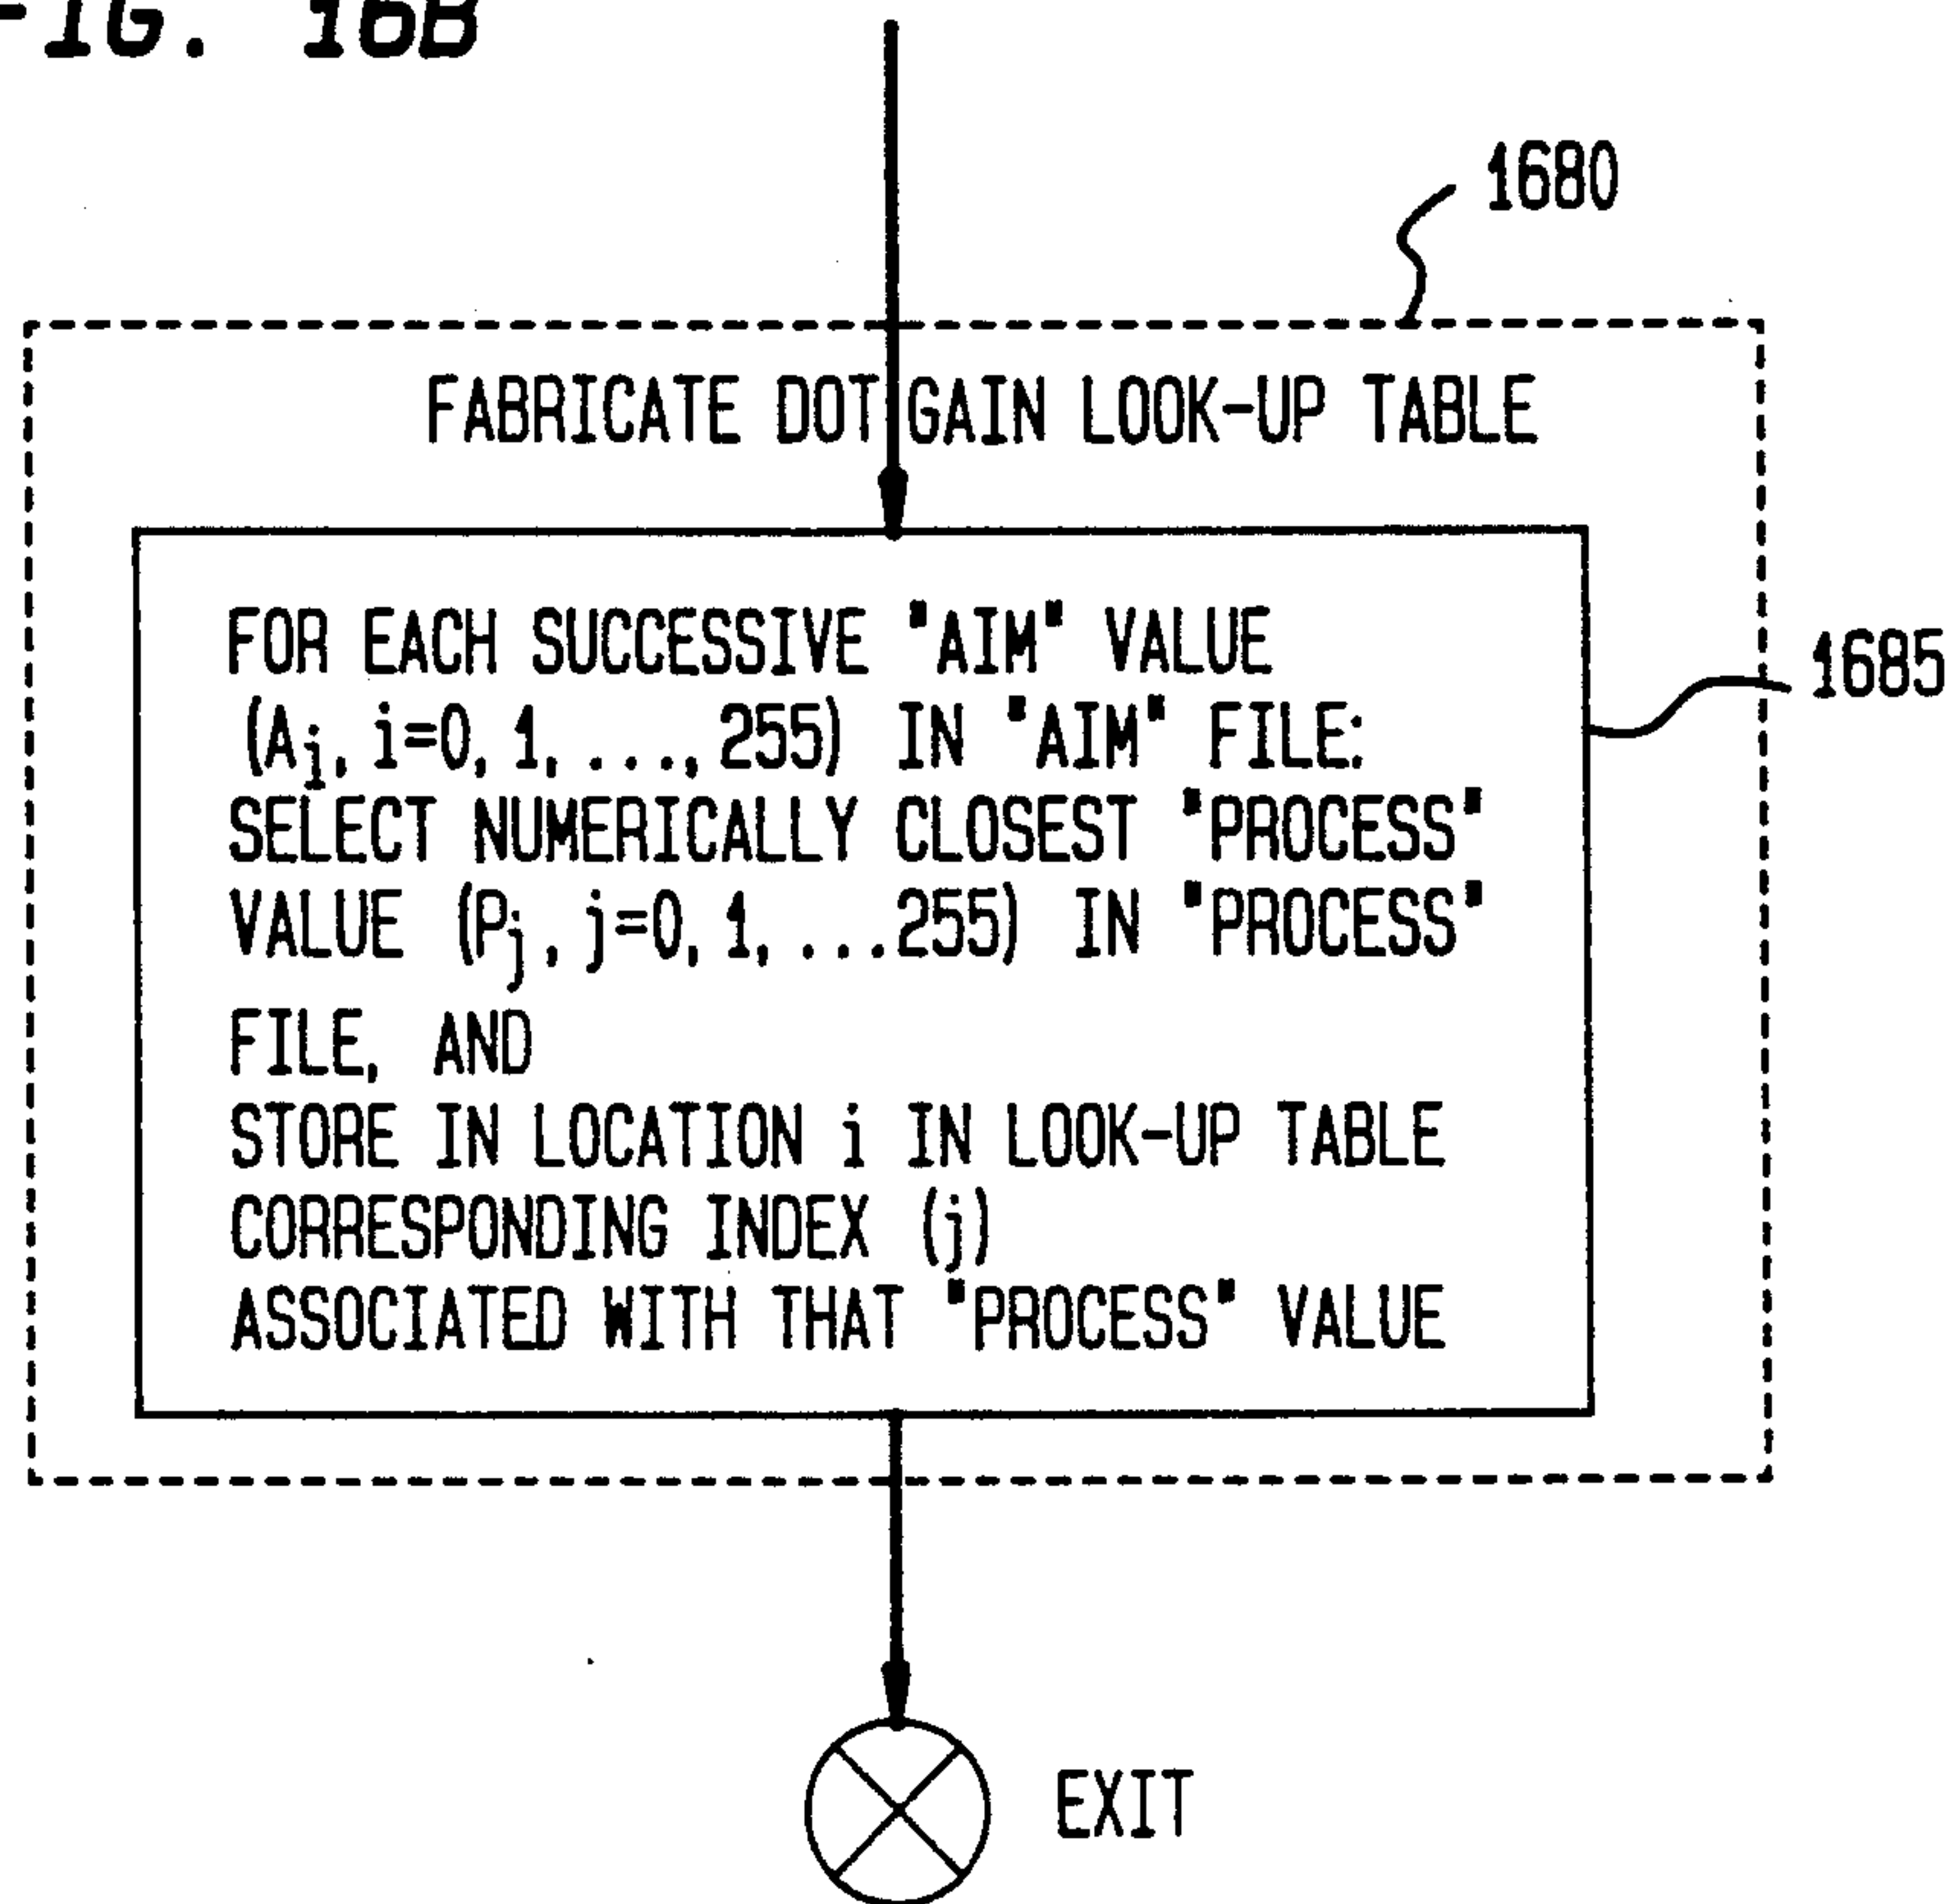 FIG. 16B
1680
FABRICATE DOT GAIN LOOK-UP TABLE
FOR EACH SUCCESSIVE "AIM" VALUE
(Ai, i=0, 1, ..., 255) IN "AIM" FILE:
SELECT NUMERICALLY CLOSEST "PROCESS"
VALUE (Pj, j=0, 1, ...255) IN "PROCESS"
FILE, AND
STORE IN LOCATION i IN LOOK-UP TABLE
CORRESPONDING INDEX (j)
ASSOCIATED WITH THAT "PROCESS" VALUE
1685
EXIT